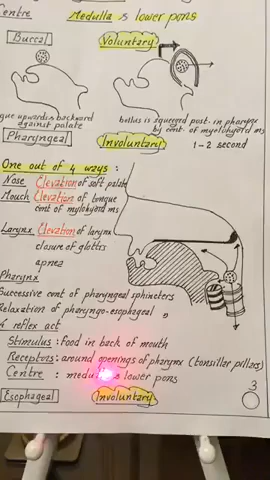 Centre Medulla & lower pons
Buccal Voluntary
gue upwards & backward
against palate
bollus is squeezed post. in pharynx
by cont of mylohyoid ms
Pharyngeal Involuntary 1-2 second
One out of 4 ways:
Nose Elevation of soft palate
Mouth Elevation of tongue
cont of mylohyoid ms
Larynx Elevation of larynx
closure of glottis
apnea
Pharynx
Successive cont of pharyngeal sphincters
Relaxation of pharyngo-esophageal "
4 reflex act
Stimulus: food in back of mouth
Receptors: around openings of pharynx (tonsillar pillars)
Centre : medulla & lower pons
3
Esophageal Involuntary